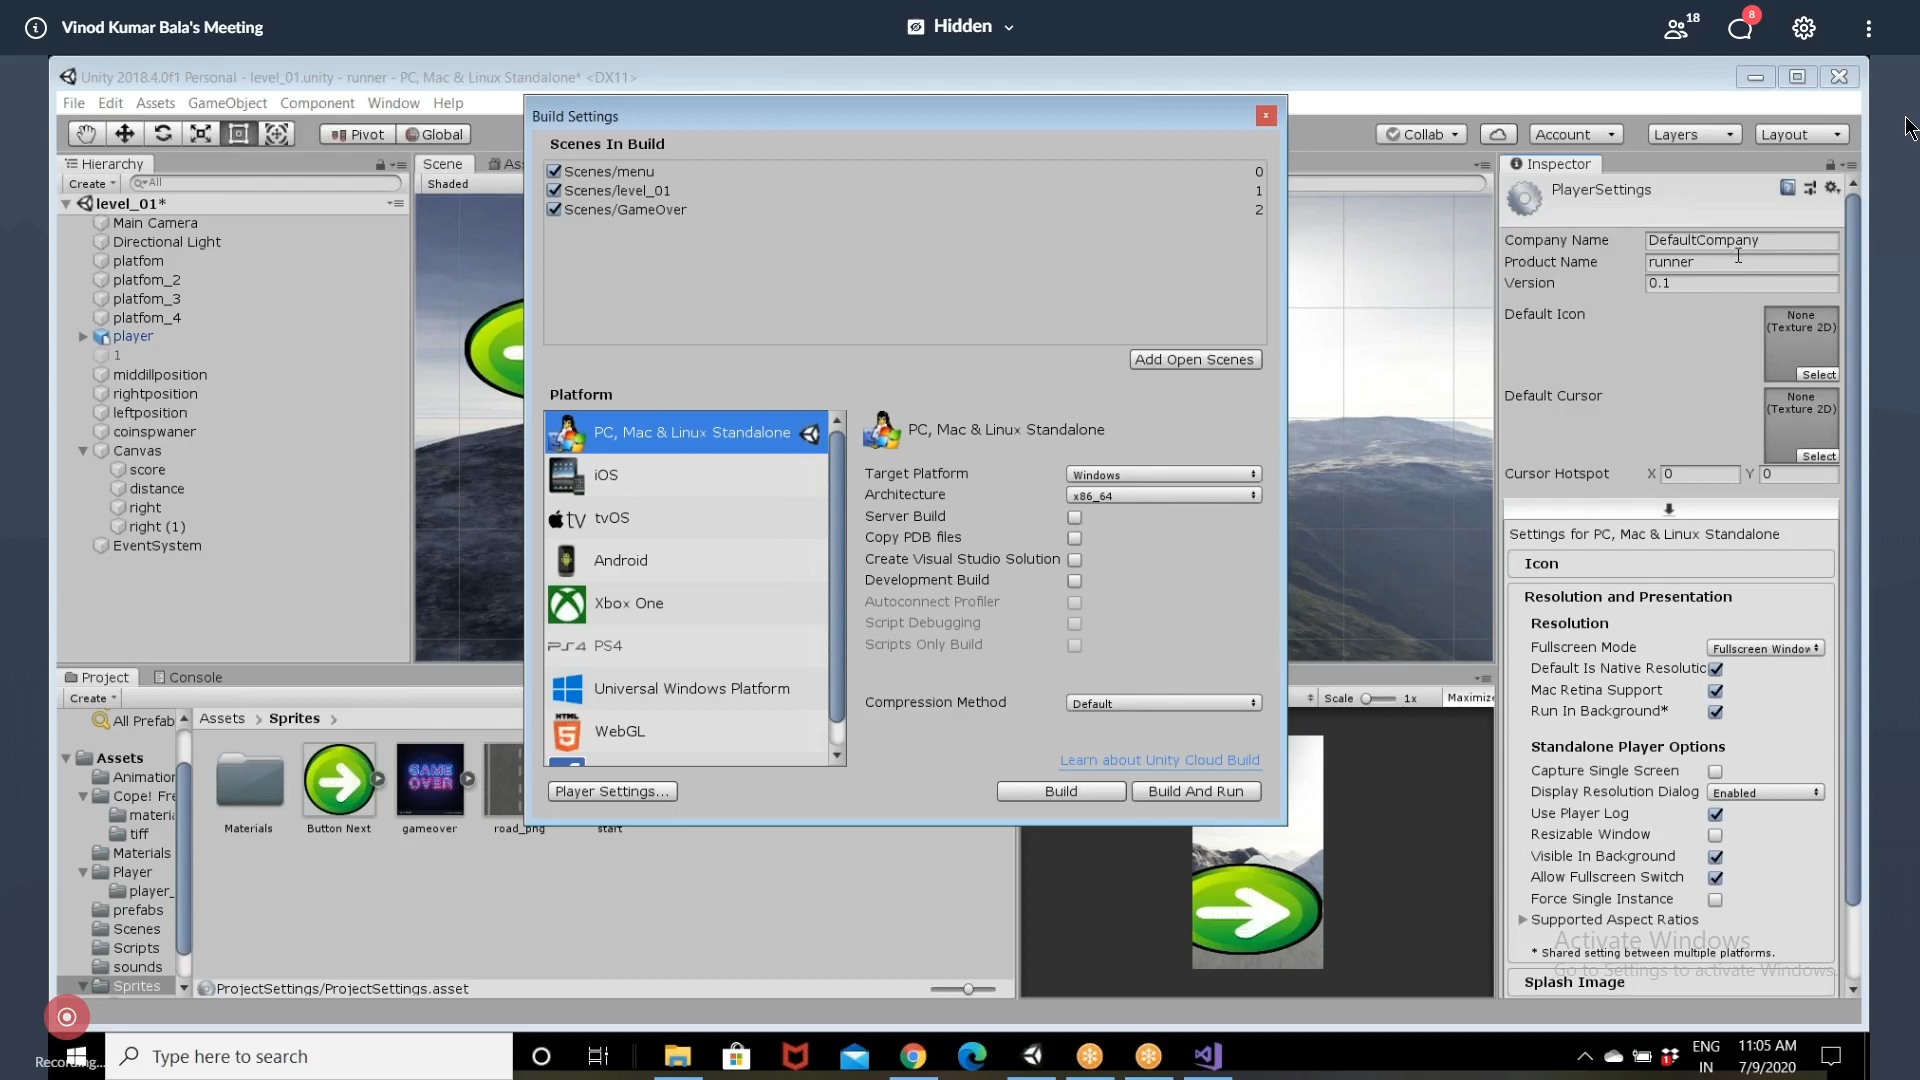 Vinod Kumar Bala's Meeting
Hidden
18
8
Unity 2018.4.0f1 Personal - level_01.unity - runner - PC, Mac & Linux Standalone* <DX11>
File Edit Assets GameObject Component Window Help
Pivot Global
Collab Account Layers Layout
Hierarchy
Create All
level_01*
Main Camera
Directional Light
platfom
platfom_2
platfom_3
platfom_4
player
1
middillposition
rightposition
leftposition
coinspwaner
Canvas
score
distance
right
right (1)
EventSystem
Scene
Shaded
Build Settings
x
Scenes In Build
Scenes/menu 0
Scenes/level_01 1
Scenes/GameOver 2
Add Open Scenes
Platform
PC, Mac & Linux Standalone
iOS
tv tvOS
Android
Xbox One
PS4
Universal Windows Platform
HTML
5
WebGL
PC, Mac & Linux Standalone
Target Platform Windows
Architecture x86_64
Server Build
Copy PDB files
Create Visual Studio Solution
Development Build
Autoconnect Profiler
Script Debugging
Scripts Only Build
Compression Method Default
Learn about Unity Cloud Build
Player Settings...
Build Build And Run
Inspector
PlayerSettings
Company Name DefaultCompany
Product Name runner
Version 0.1
Default Icon
None
(Texture 2D)
Select
Default Cursor
None
(Texture 2D)
Select
Cursor Hotspot X 0 Y 0
Settings for PC, Mac & Linux Standalone
Icon
Resolution and Presentation
Resolution
Fullscreen Mode Fullscreen Window
Default Is Native Resolutic
Mac Retina Support
Run In Background*
Standalone Player Options
Capture Single Screen
Display Resolution Dialog Enabled
Use Player Log
Resizable Window
Visible In Background
Allow Fullscreen Switch
Force Single Instance
Supported Aspect Ratios
* Shared setting between multiple platforms.
Splash Image
Activate Windows
Go to Settings to activate Windows.
Project Console
Create
All Prefab
Assets
Animation
Cope! Fre
materia
tiff
Materials
Player
player_
prefabs
Scenes
Scripts
sounds
Sprites
Assets > Sprites >
GAME
OVER
Materials Button Next gameover road_png start
ProjectSettings/ProjectSettings.asset
Scale 1x Maximize
Recording...
Type here to search
ENG
IN
11:05 AM
7/9/2020